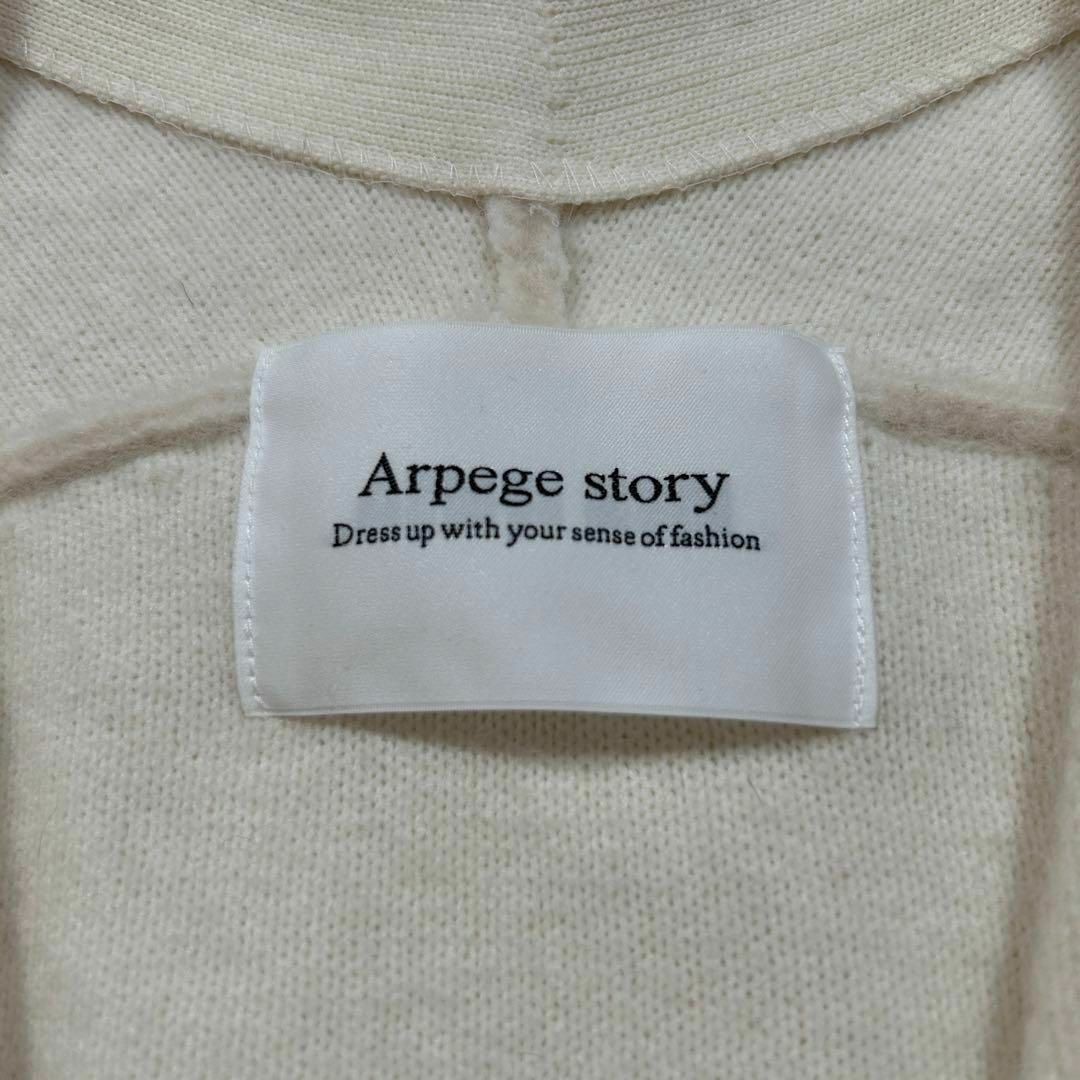 Arpege story
Dress up with your sense of fashion